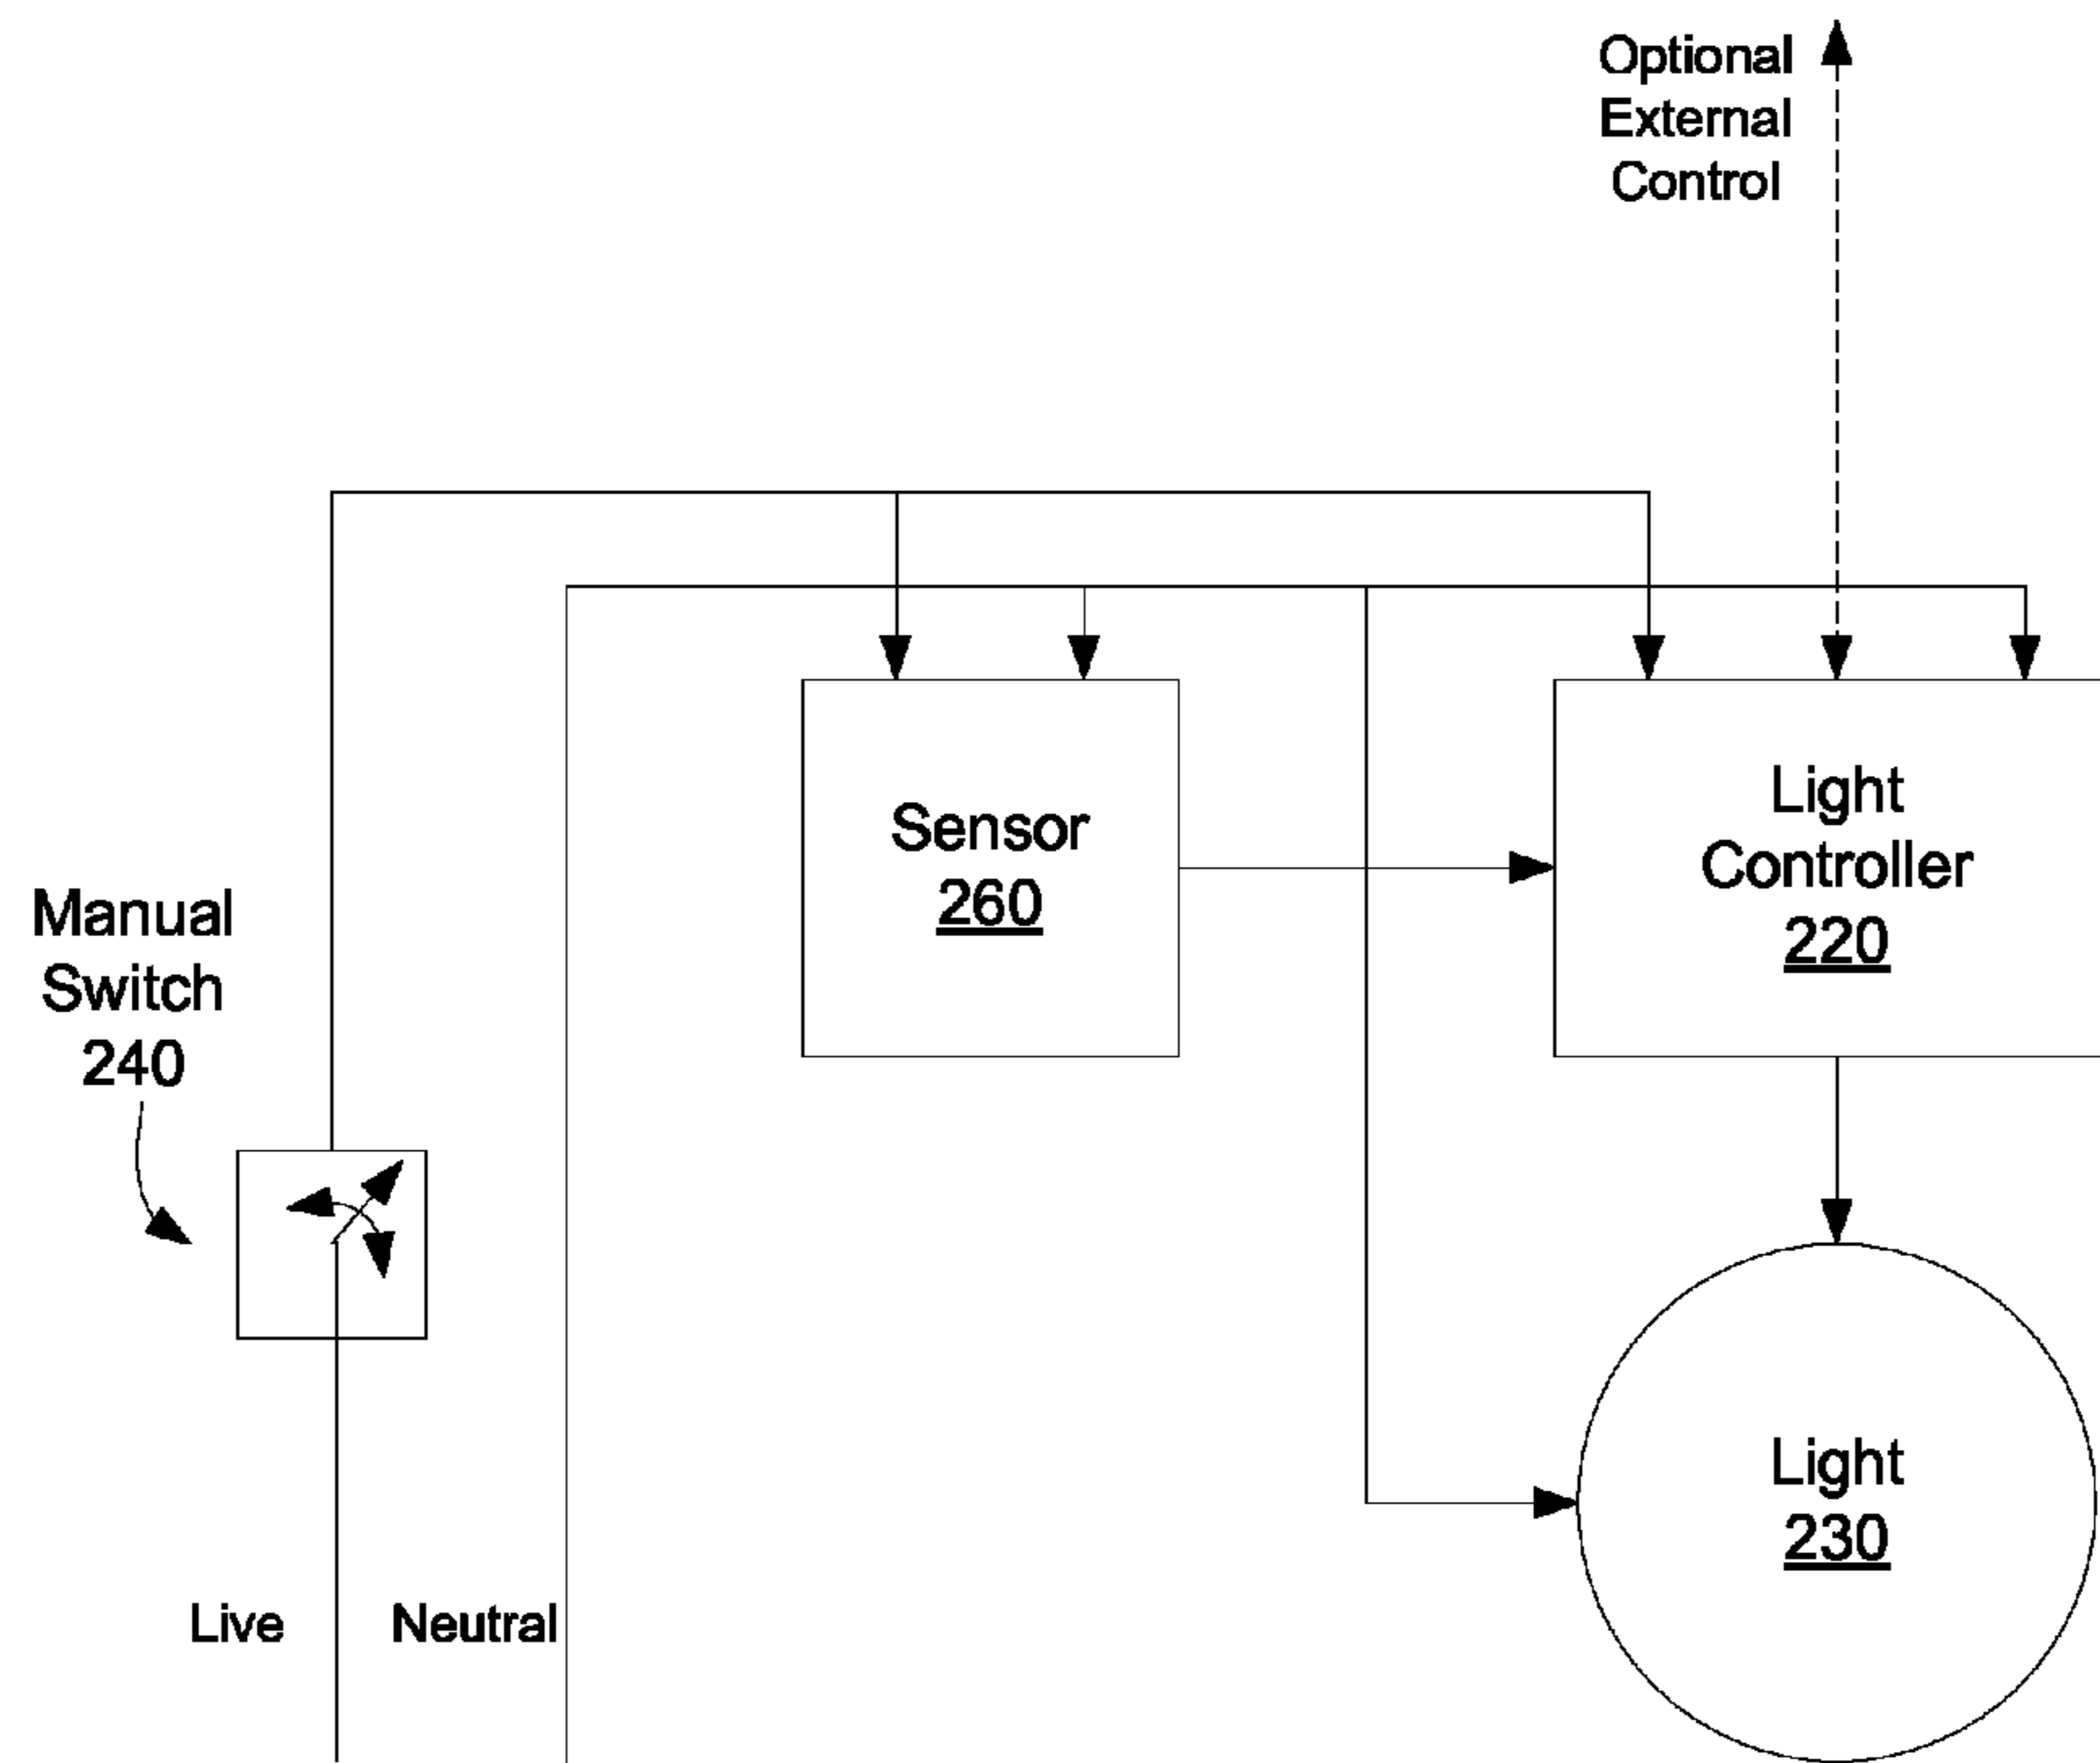 Optional
External
Control
Sensor
260
Light
Controller
220
Manual
Switch
240
Light
230
Live
Neutral